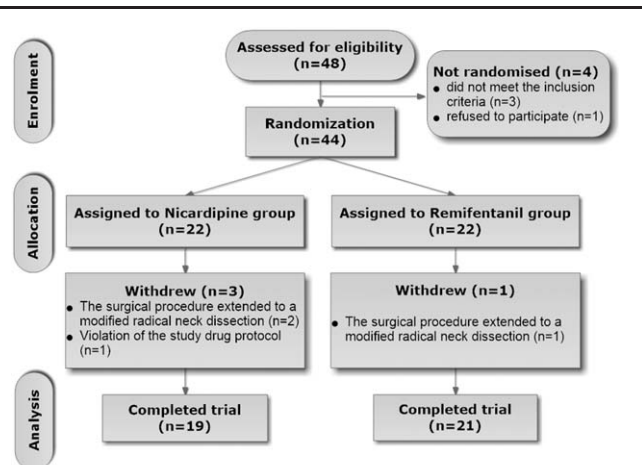 Enrolment
Assessed for eligibility
(n=48)
Not randomised (n=4)
• did not meet the inclusion
criteria (n=3)
• refused to participate (n=1)
Randomization
(n=44)
Allocation
Assigned to Nicardipine group
(n=22)
Assigned to Remifentanil group
(n=22)
Withdrew (n=3)
• The surgical procedure extended to a
modified radical neck dissection (n=2)
• Violation of the study drug protocol
(n=1)
Withdrew (n=1)
• The surgical procedure extended to a
modified radical neck dissection (n=1)
Analysis
Completed trial
(n=19)
Completed trial
(n=21)